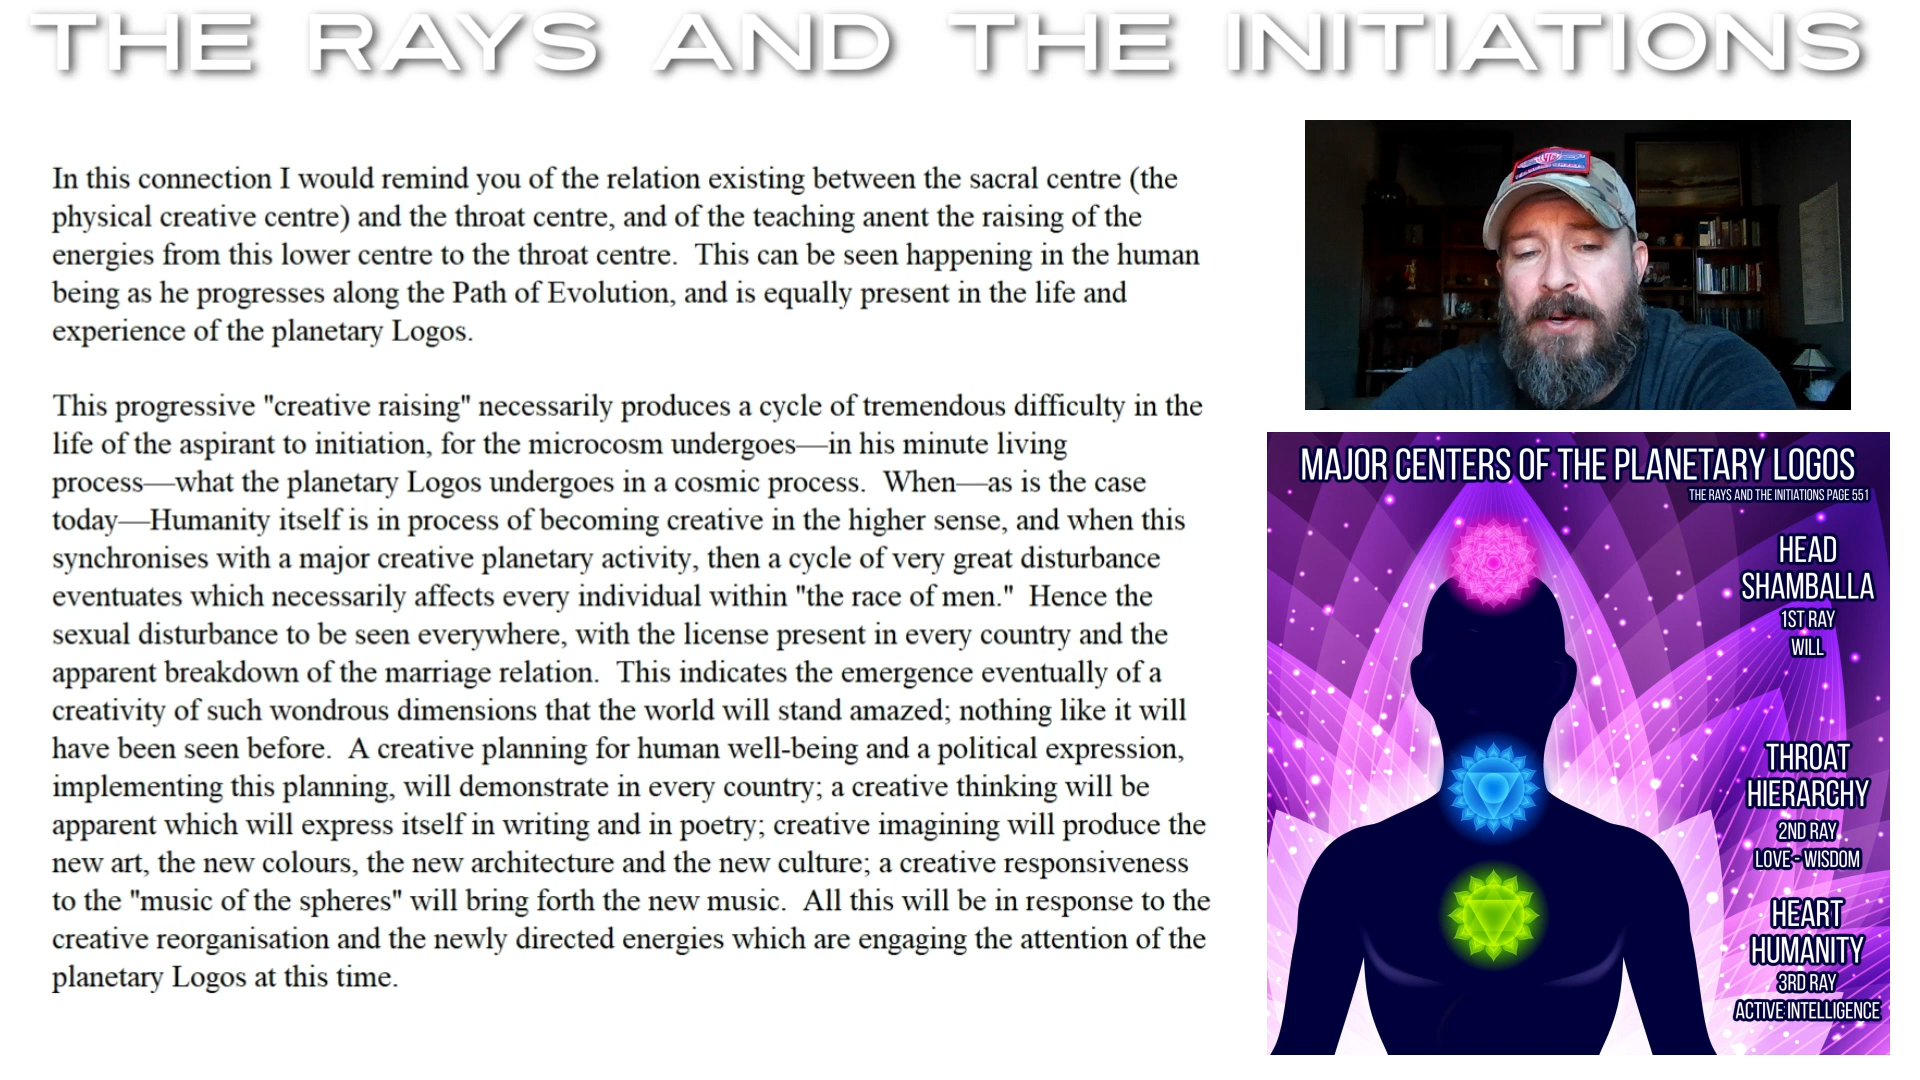 THE RAYS AND THE INITIATIONS
In this connection I would remind you of the relation existing between the sacral centre (the
physical creative centre) and the throat centre, and of the teaching anent the raising of the
energies from this lower centre to the throat centre.  This can be seen happening in the human
being as he progresses along the Path of Evolution, and is equally present in the life and
experience of the planetary Logos.
This progressive "creative raising" necessarily produces a cycle of tremendous difficulty in the
life of the aspirant to initiation, for the microcosm undergoes—in his minute living
process—what the planetary Logos undergoes in a cosmic process.  When—as is the case
today—Humanity itself is in process of becoming creative in the higher sense, and when this
synchronises with a major creative planetary activity, then a cycle of very great disturbance
eventuates which necessarily affects every individual within "the race of men."  Hence the
sexual disturbance to be seen everywhere, with the license present in every country and the
apparent breakdown of the marriage relation.  This indicates the emergence eventually of a
creativity of such wondrous dimensions that the world will stand amazed; nothing like it will
have been seen before.  A creative planning for human well-being and a political expression,
implementing this planning, will demonstrate in every country; a creative thinking will be
apparent which will express itself in writing and in poetry; creative imagining will produce the
new art, the new colours, the new architecture and the new culture; a creative responsiveness
to the "music of the spheres" will bring forth the new music.  All this will be in response to the
creative reorganisation and the newly directed energies which are engaging the attention of the
planetary Logos at this time.
MAJOR CENTERS OF THE PLANETARY LOGOS
THE RAYS AND THE INITIATIONS PAGE 551
HEAD
SHAMBALLA
1ST RAY
WILL
THROAT
HIERARCHY
2ND RAY
LOVE - WISDOM
HEART
HUMANITY
3RD RAY
ACTIVE INTELLIGENCE